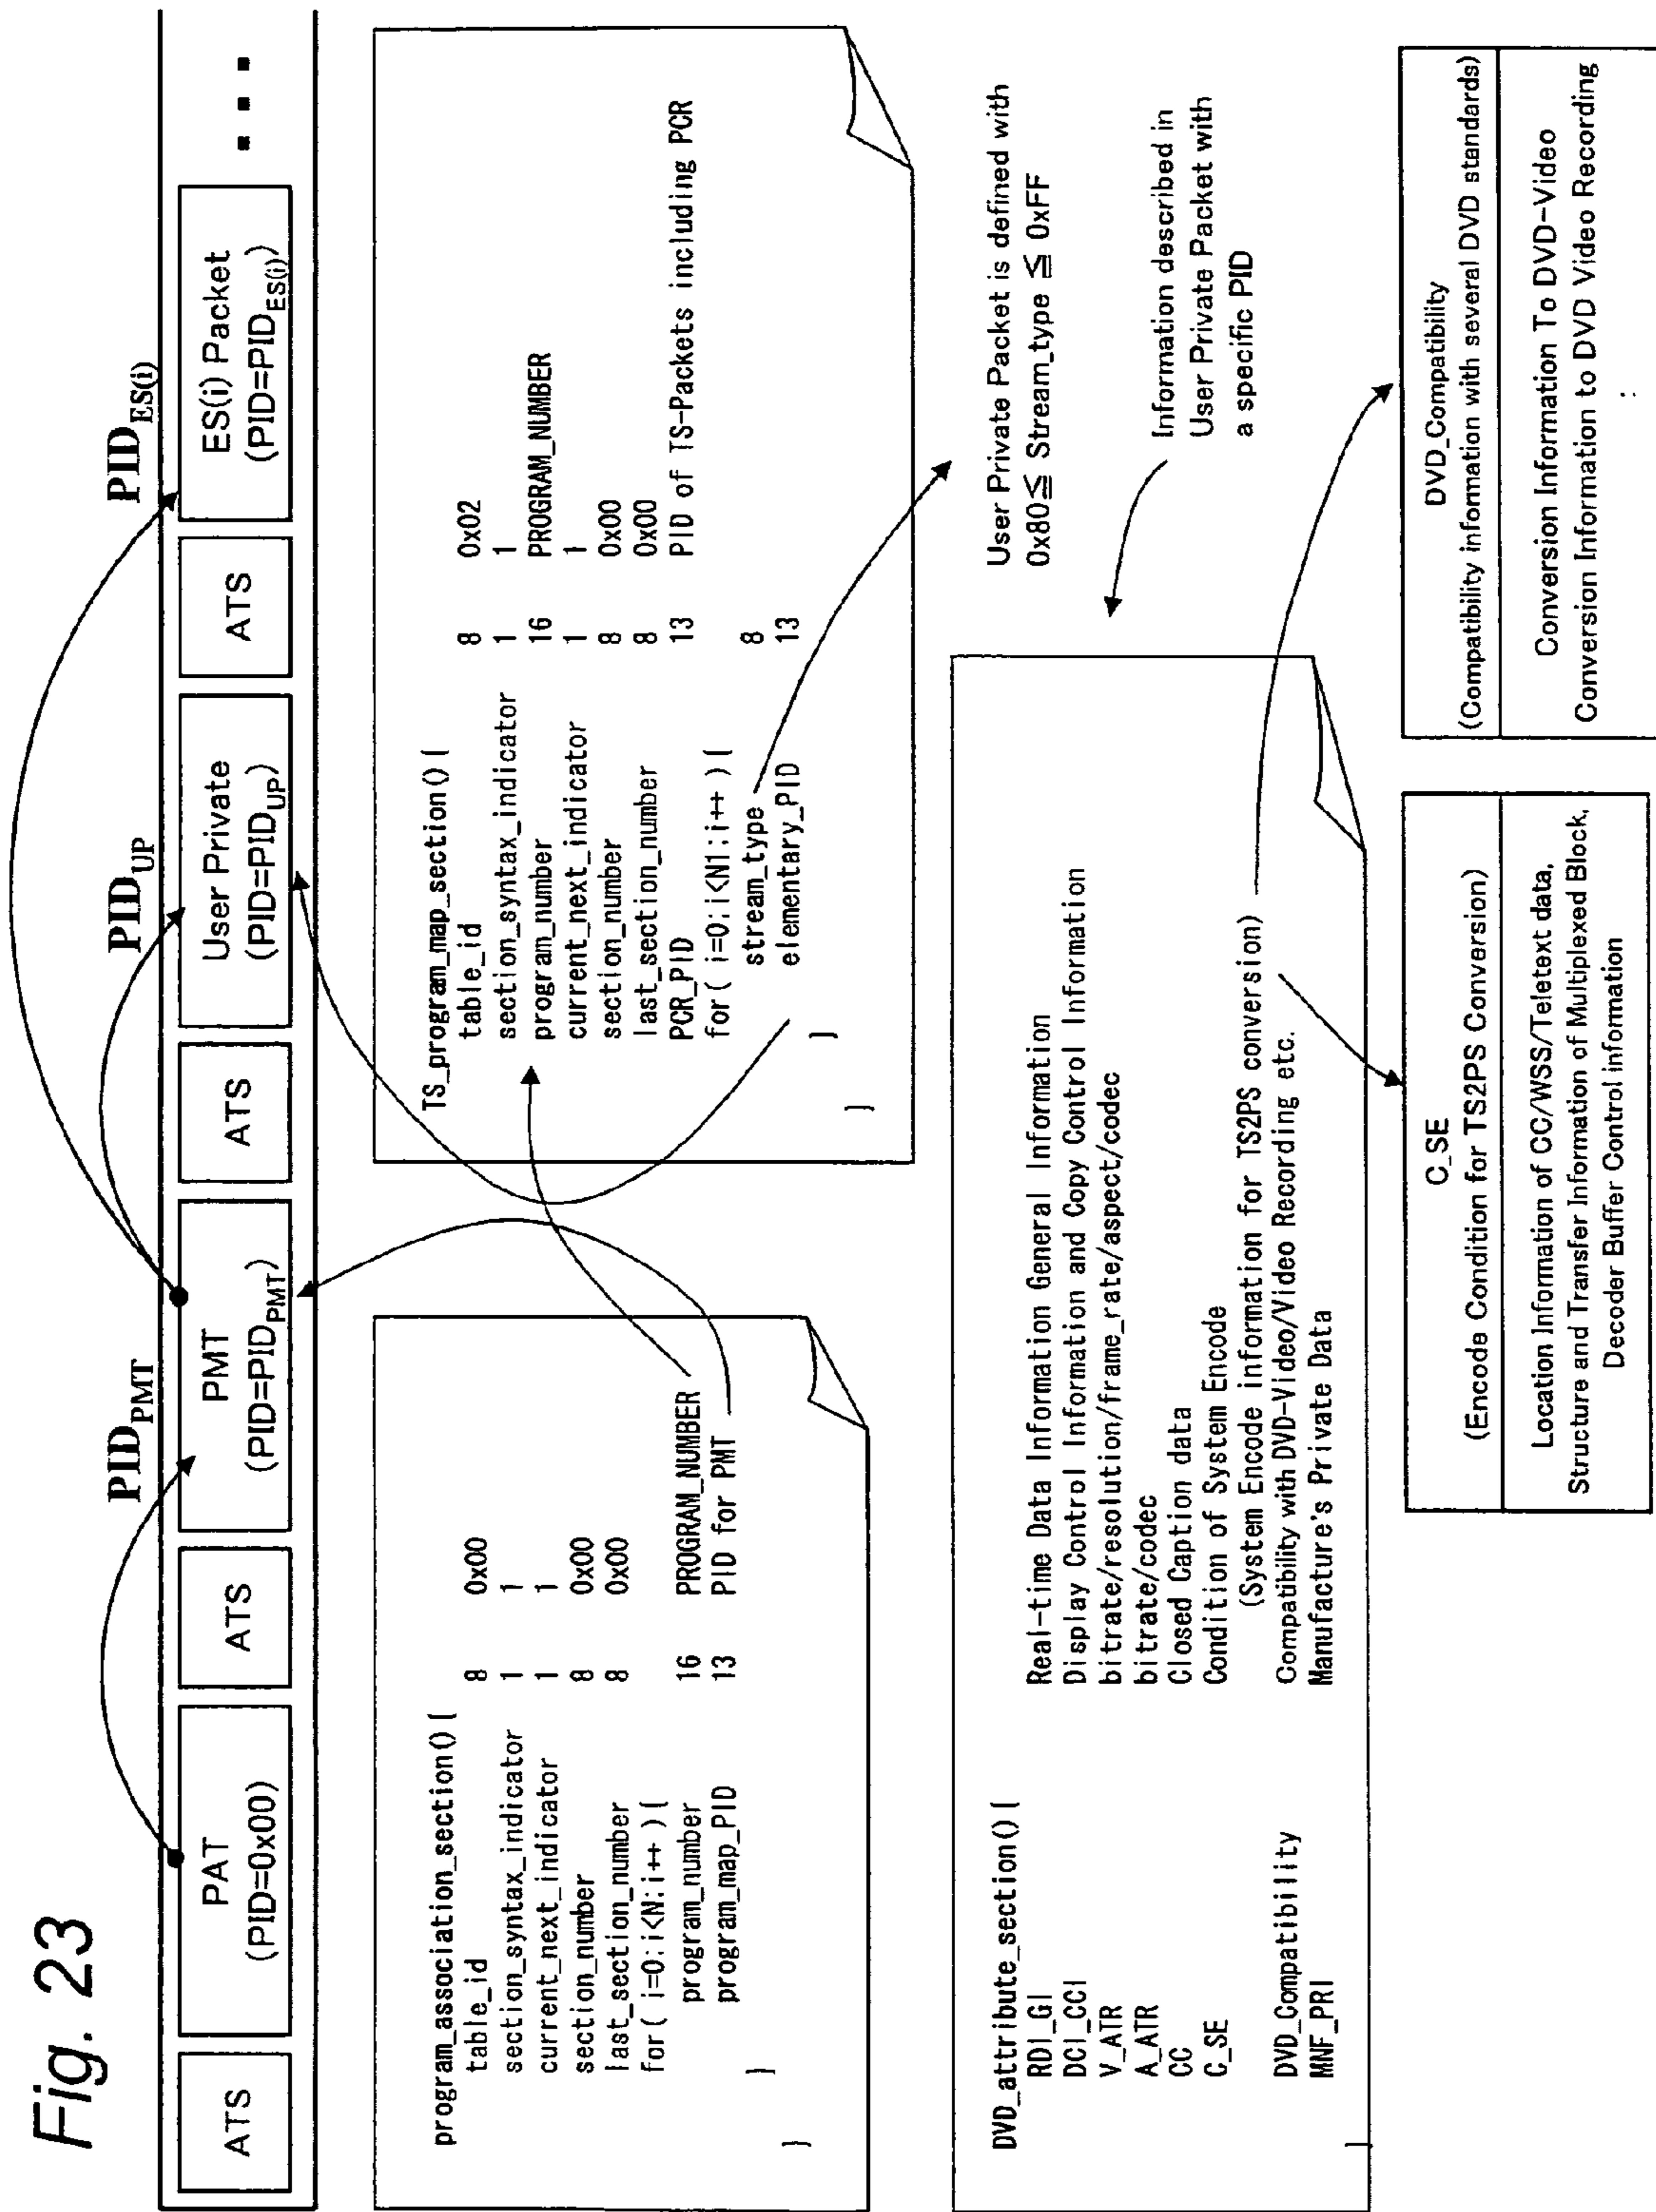 Fig. 23
PID_PMT
PID_UP
PID_ES(i)
ATS
PAT
(PID=0x00)
ATS
PMT
(PID=PID_PMT)
ATS
User Private
(PID=PID_UP)
ATS
ES(i) Packet
(PID=PID_ES(i))
...
program_association_section() {
table_id 8 0x00
section_syntax_indicator 1 1
current_next_indicator 1 1
section_number 8 0x00
last_section_number 8 0x00
for( i=0;i<N;i++ ) {
program_number 16 PROGRAM_NUMBER
program_map_PID 13 PID for PMT
}
}
TS_program_map_section() {
table_id 8 0x02
section_syntax_indicator 1 1
program_number 16 PROGRAM_NUMBER
current_next_indicator 1 1
section_number 8 0x00
last_section_number 8 0x00
PCR_PID 13 PID of TS-Packets including PCR
for( i=0;i<N1;i++ ) {
stream_type 8
elementary_PID 13
}
}
User Private Packet is defined with
0x80≦ Stream_type ≦ 0xFF
Information described in
User Private Packet with
a specific PID
DVD_attribute_section() {
RDI_GI Real-time Data Information General Information
DCI_CCI Display Control Information and Copy Control Information
V_ATR bitrate/resolution/frame_rate/aspect/codec
A_ATR bitrate/codec
CC Closed Caption data
C_SE Condition of System Encode
(System Encode information for TS2PS conversion)
DVD_Compatibility Compatibility with DVD-Video/Video Recording etc.
MNF_PRI Manufacture's Private Data
}
C_SE
(Encode Condition for TS2PS Conversion)
Location Information of CC/WSS/Teletext data,
Structure and Transfer Information of Multiplexed Block,
Decoder Buffer Control information
DVD_Compatibility
(Compatibility information with several DVD standards)
Conversion Information To DVD-Video
Conversion Information to DVD Video Recording
: